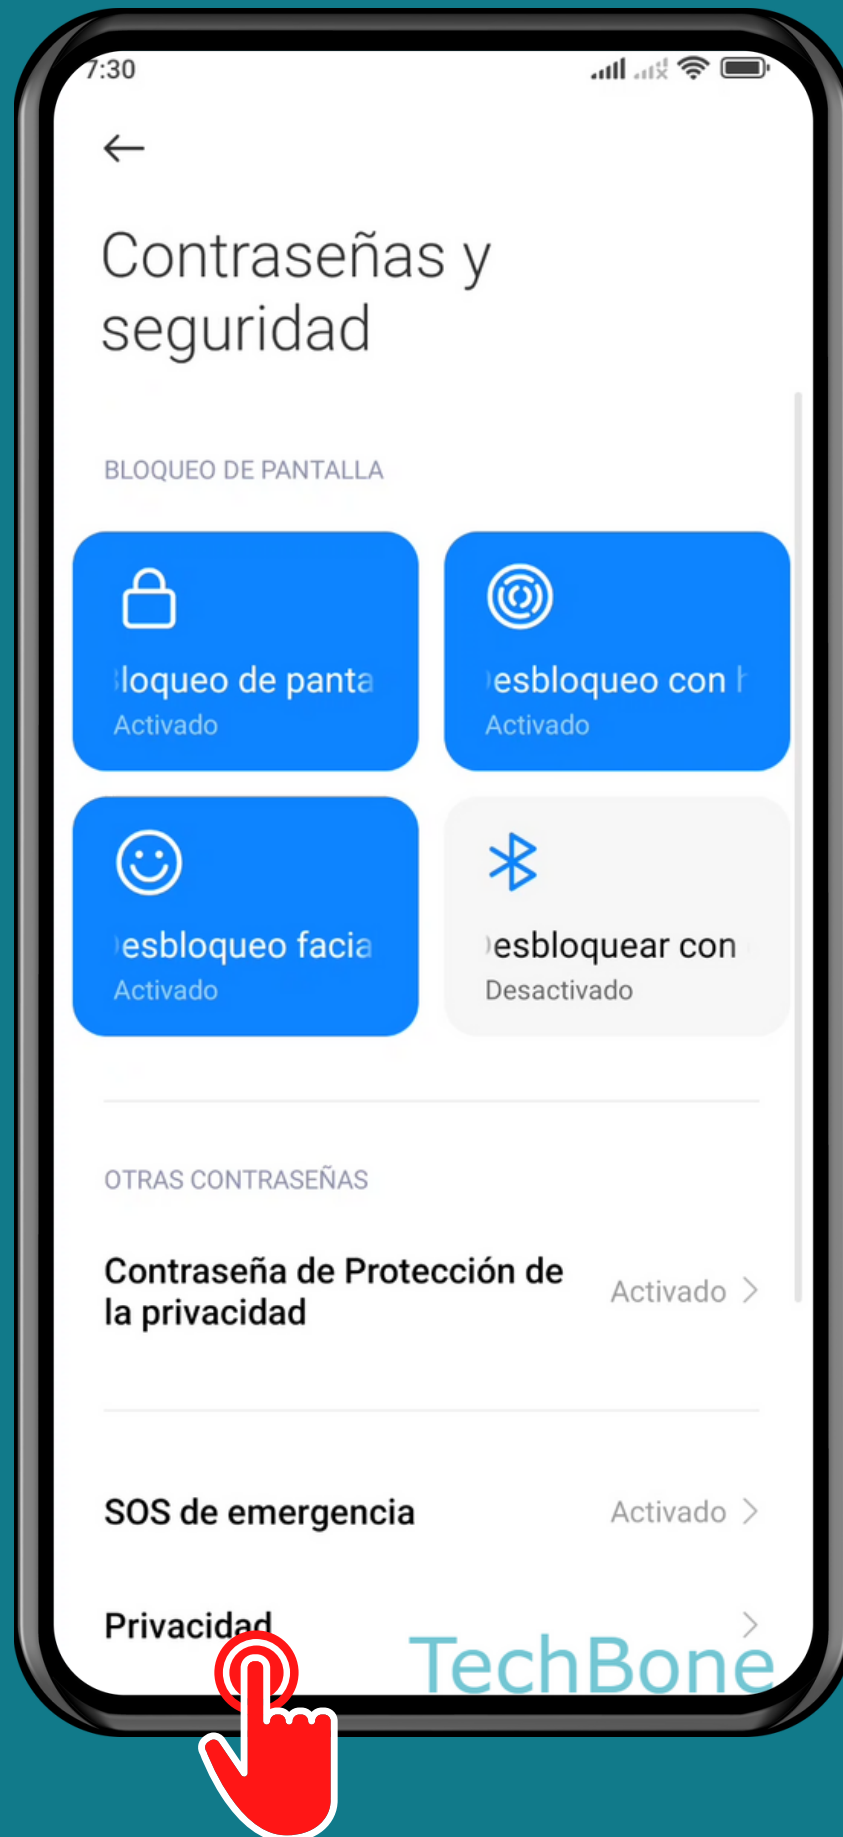 7:30
Contraseñas y
seguridad
BLOQUEO DE PANTALLA
loqueo de panta
Activado
esbloqueo con h
Activado
esbloqueo facia
Activado
esbloquear con
Desactivado
OTRAS CONTRASEÑAS
Contraseña de Protección de
la privacidad
Activado
SOS de emergencia
Activado
Privacidad
TechBone